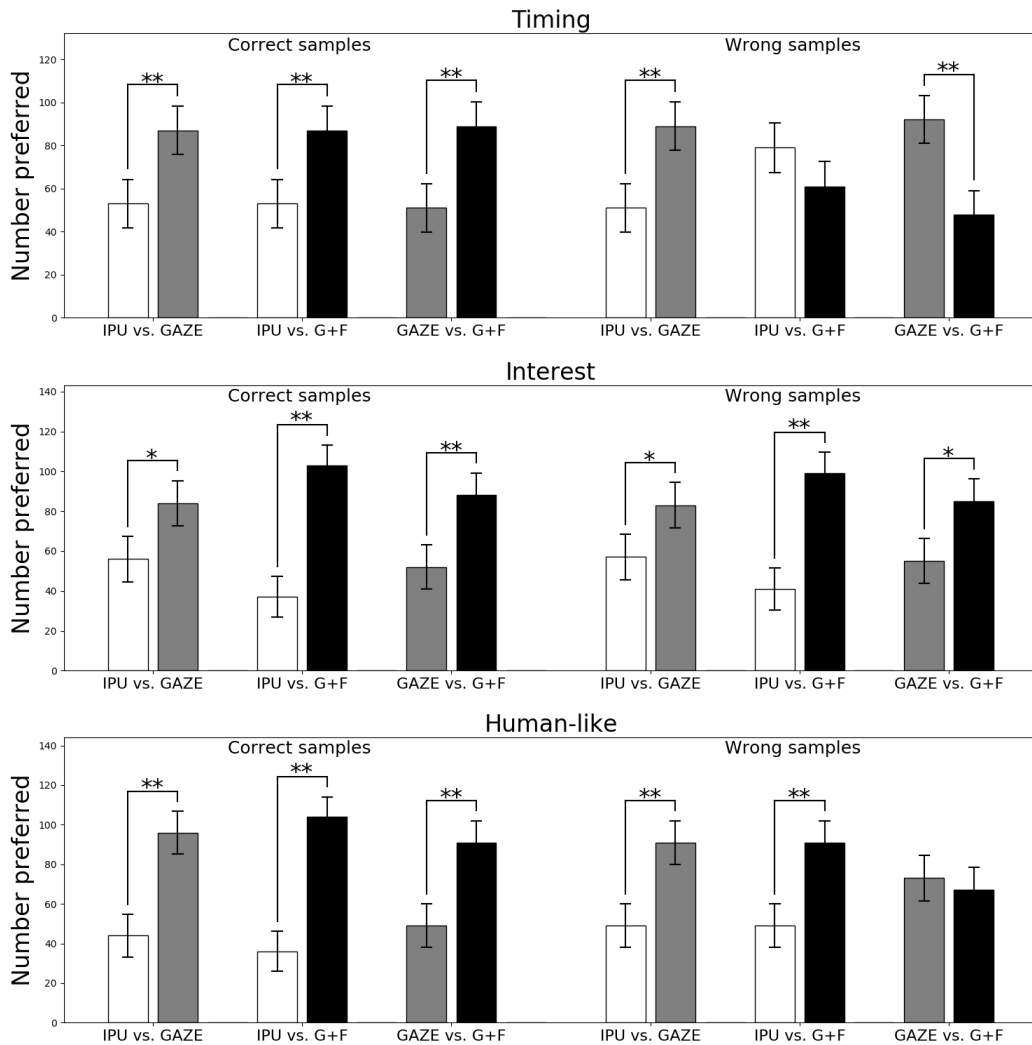 Timing
Correct samples
Wrong samples
Number preferred
120
100
80
60
40
20
0
**
**
**
**
**
IPU vs. GAZE
IPU vs. G+F
GAZE vs. G+F
IPU vs. GAZE
IPU vs. G+F
GAZE vs. G+F
Interest
Correct samples
Wrong samples
Number preferred
140
120
100
80
60
40
20
0
*
**
**
*
**
*
IPU vs. GAZE
IPU vs. G+F
GAZE vs. G+F
IPU vs. GAZE
IPU vs. G+F
GAZE vs. G+F
Human-like
Correct samples
Wrong samples
Number preferred
140
120
100
80
60
40
20
0
**
**
**
**
**
IPU vs. GAZE
IPU vs. G+F
GAZE vs. G+F
IPU vs. GAZE
IPU vs. G+F
GAZE vs. G+F